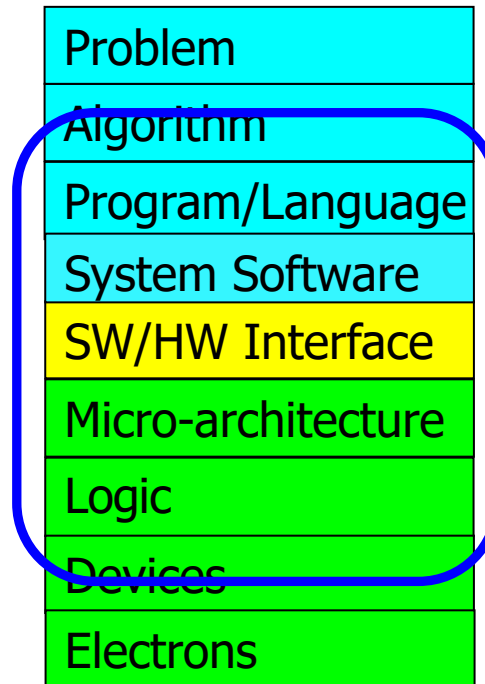 Problem
Algorithm
Program/Language
System Software
SW/HW Interface
Micro-architecture
Logic
Devices
Electrons